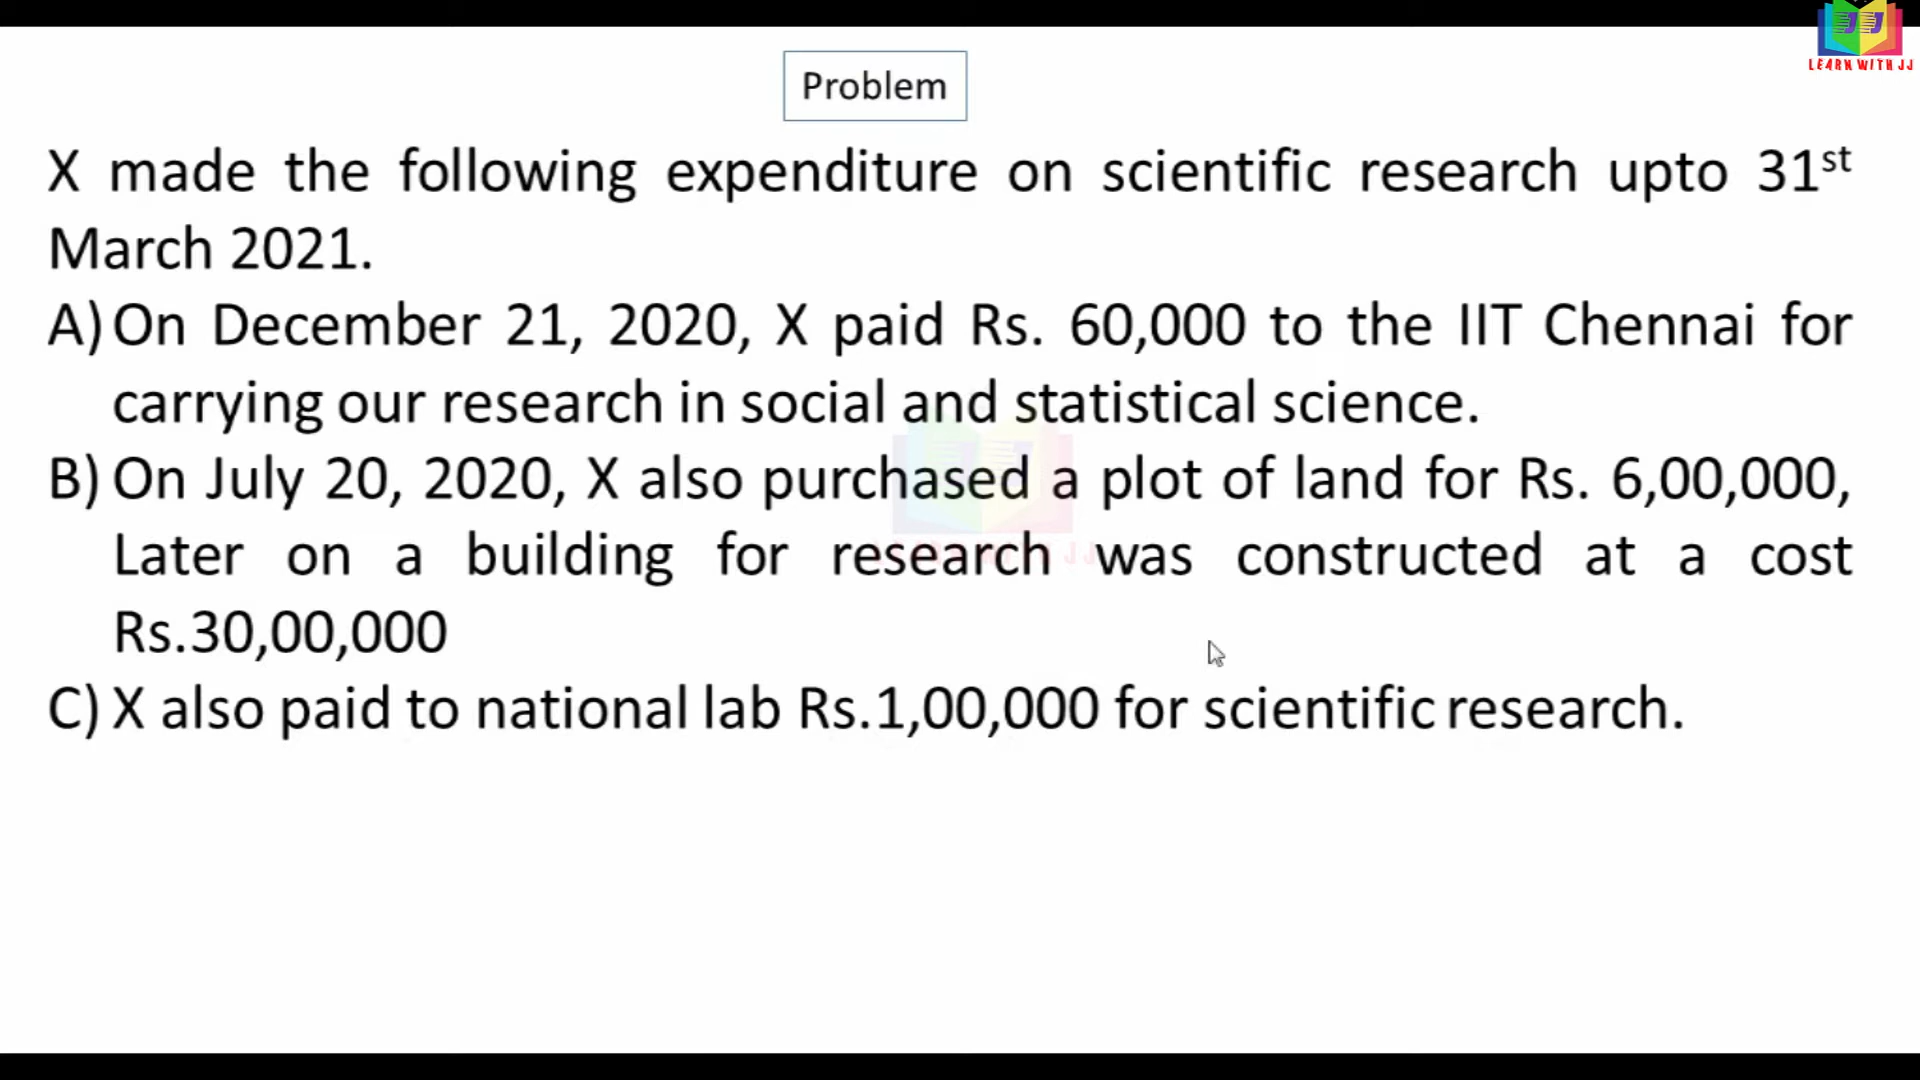 LEARN WITH JJ
Problem
X made the following expenditure on scientific research upto 31st
March 2021.
A) On December 21, 2020, X paid Rs. 60,000 to the IIT Chennai for
carrying our research in social and statistical science.
B) On July 20, 2020, X also purchased a plot of land for Rs. 6,00,000,
Later on a building for research was constructed at a cost
Rs.30,00,000
C) X also paid to national lab Rs.1,00,000 for scientific research.
LEARN WITH JJ